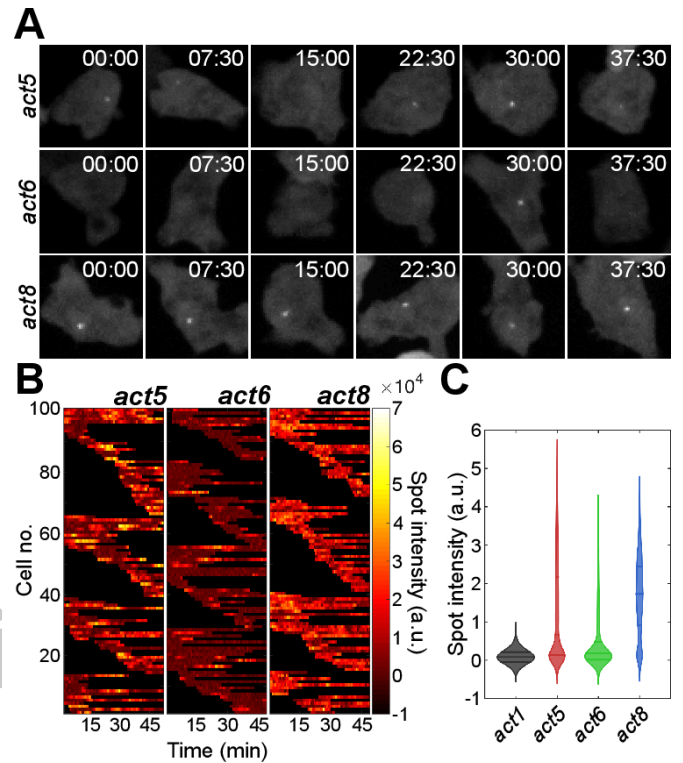 A
act5 00:00 07:30 15:00 22:30 30:00 37:30
act6 00:00 07:30 15:00 22:30 30:00 37:30
act8 00:00 07:30 15:00 22:30 30:00 37:30
B
act5 act6 act8
×10⁴
Cell no.
100
80
60
40
20
15 30 45 15 30 45 15 30 45
Time (min)
7
6
5
4
3
2
1
0
-1
Spot intensity (a.u.)
C
Spot intensity (a.u.)
6
5
4
3
2
1
0
-1
act1 act5 act6 act8